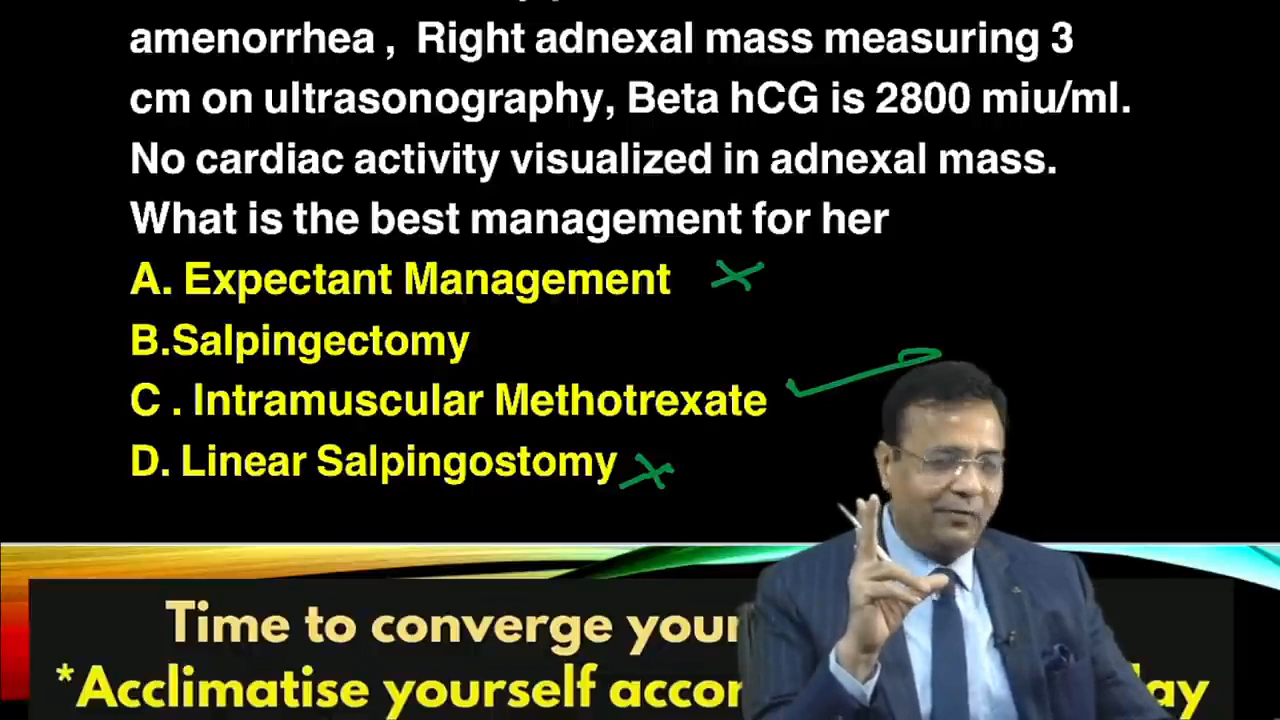 amenorrhea , Right adnexal mass measuring 3
cm on ultrasonography, Beta hCG is 2800 miu/ml.
No cardiac activity visualized in adnexal mass.
What is the best management for her
A. Expectant Management
B.Salpingectomy
C . Intramuscular Methotrexate
D. Linear Salpingostomy
Time to converge your
*Acclimatise yourself